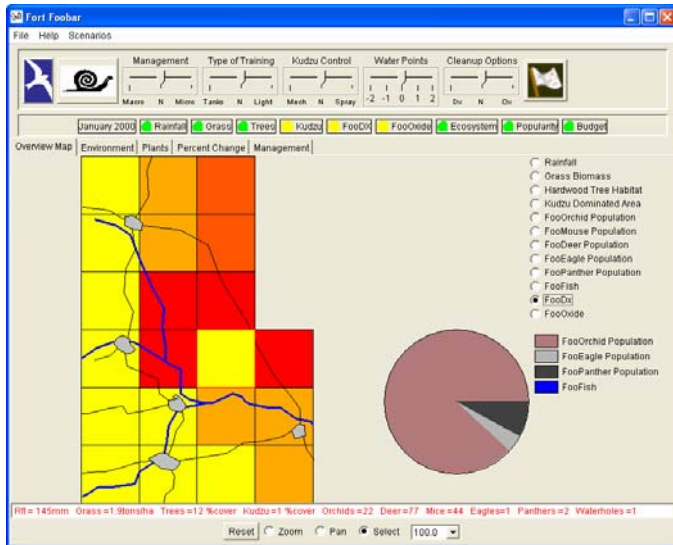 Fort Foobar
File Help Scenarios
Management Type of Training Kudzu Control Water Points Cleanup Options
Macro N Micro Tanks N Light Mech N Spray -2 -1 0 1 2 Dx N Ox
January 2000 Rainfall Grass Trees Kudzu FooDX FooOxide Ecosystem Popularity Budget
Overview Map Environment Plants Percent Change Management
Rainfall
Grass Biomass
Hardwood Tree Habitat
Kudzu Dominated Area
FooOrchid Population
FooMouse Population
FooDeer Population
FooEagle Population
FooPanther Population
FooFish
FooDx
FooOxide
FooOrchid Population
FooEagle Population
FooPanther Population
FooFish
Rfl = 145mm Grass =1.9tons/ha Trees =12 %cover Kudzu =1 %cover Orchids =22 Deer=77 Mice =44 Eagles=1 Panthers =2 Waterholes =1
Reset Zoom Pan Select 100.0